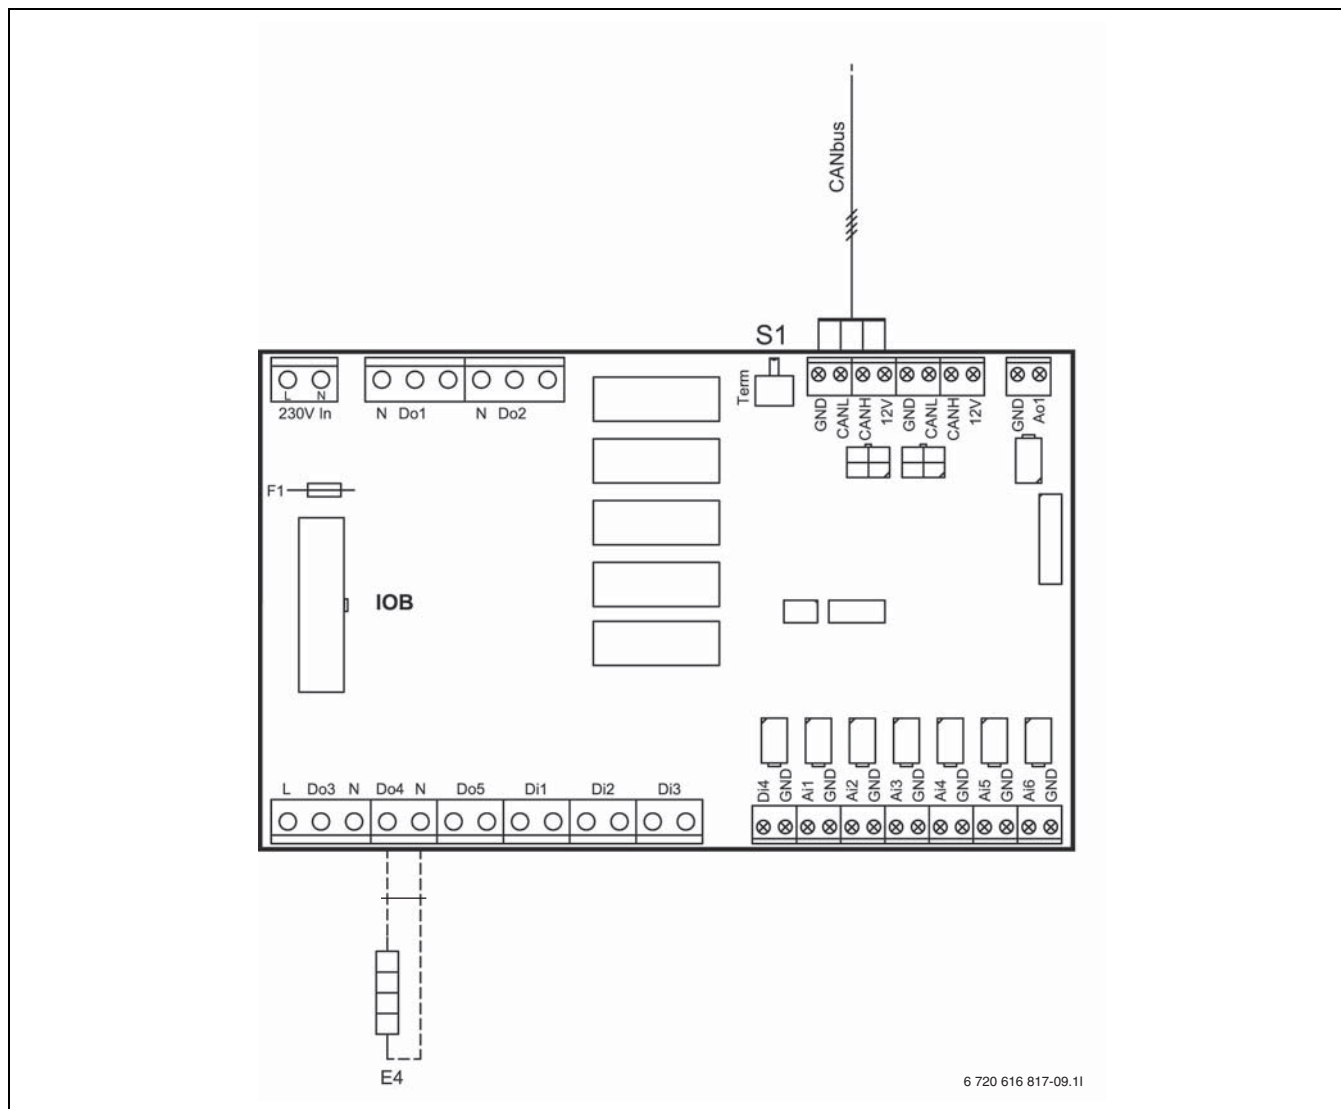 CANbus
S1
Term
L N
230V In
N Do1 N Do2
GND CANL CANH 12V GND CANL CANH 12V
GND Ao1
F1
IOB
L Do3 N Do4 N Do5 Di1 Di2 Di3
Di4 GND Ai1 GND Ai2 GND Ai3 GND Ai4 GND Ai5 GND Ai6 GND
E4
6 720 616 817-09.1I